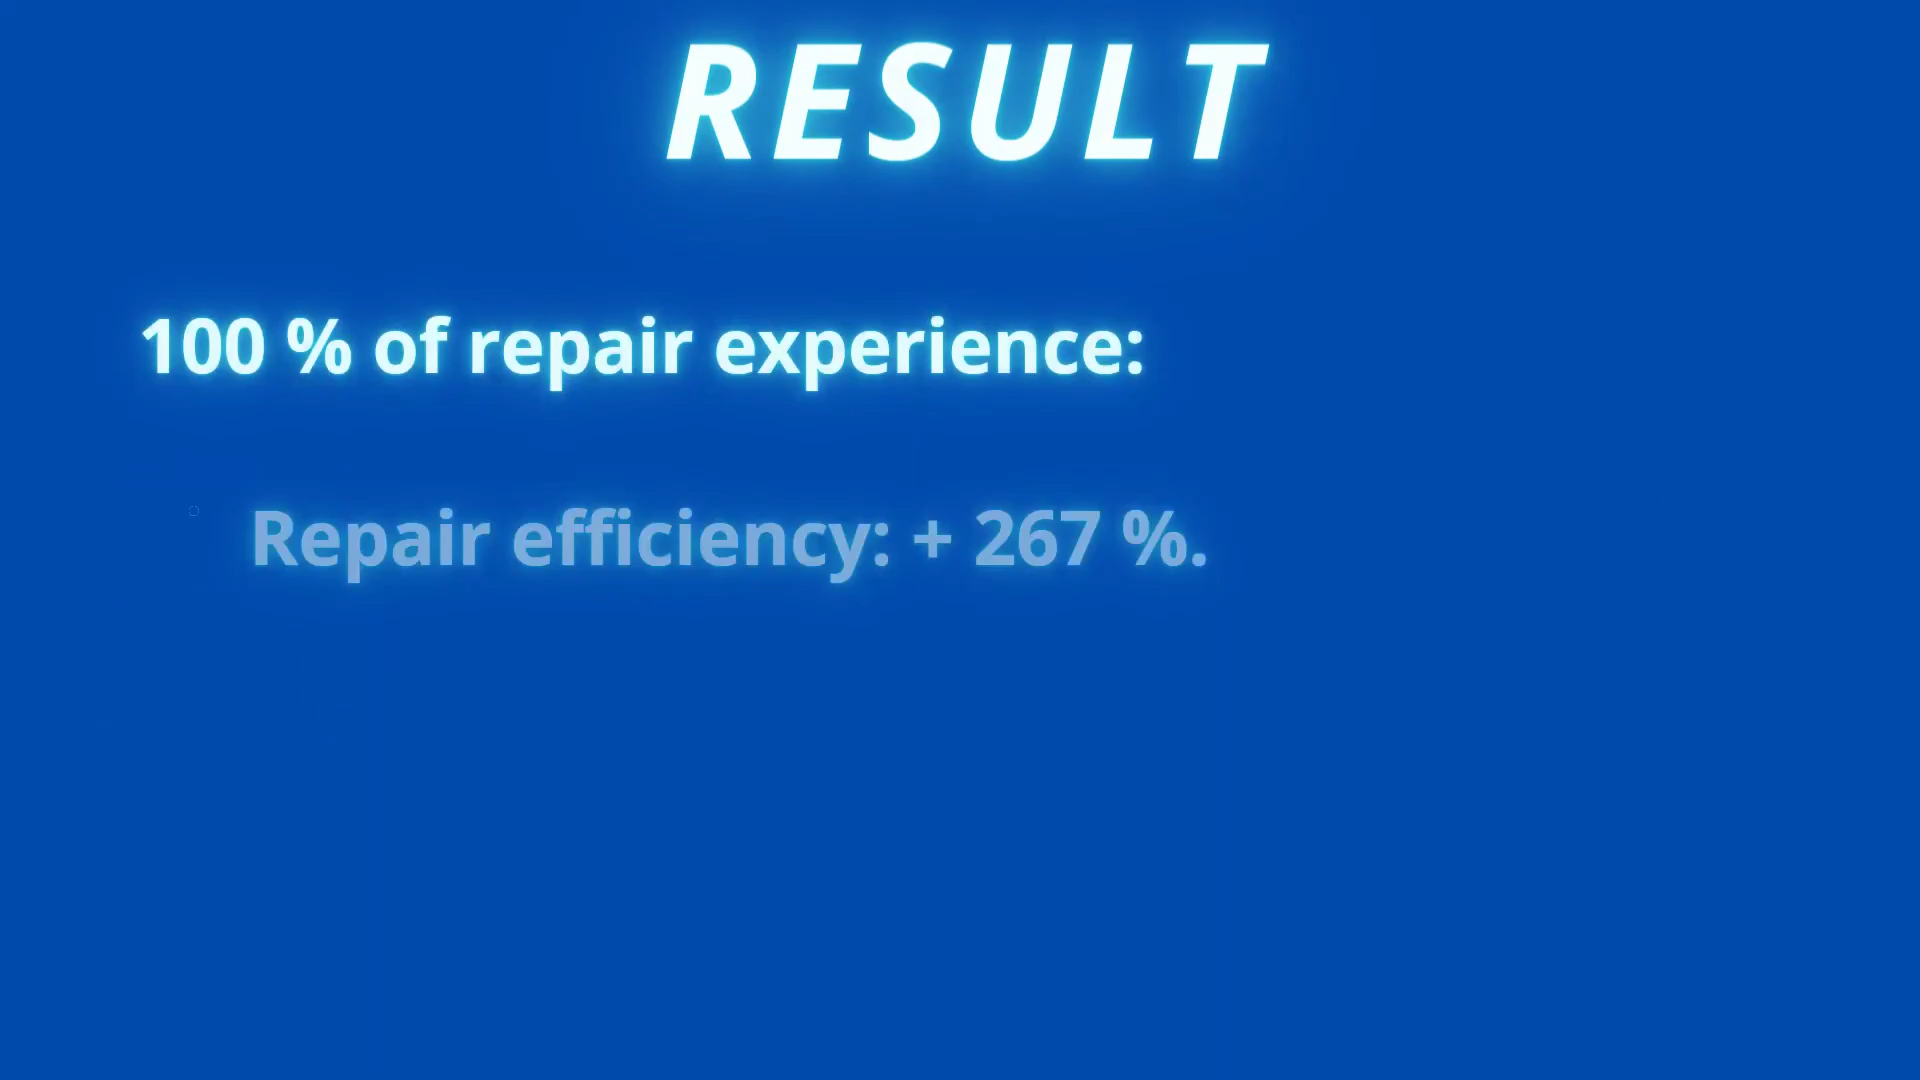 RESULT
100 % of repair experience:
Repair efficiency: + 267 %.